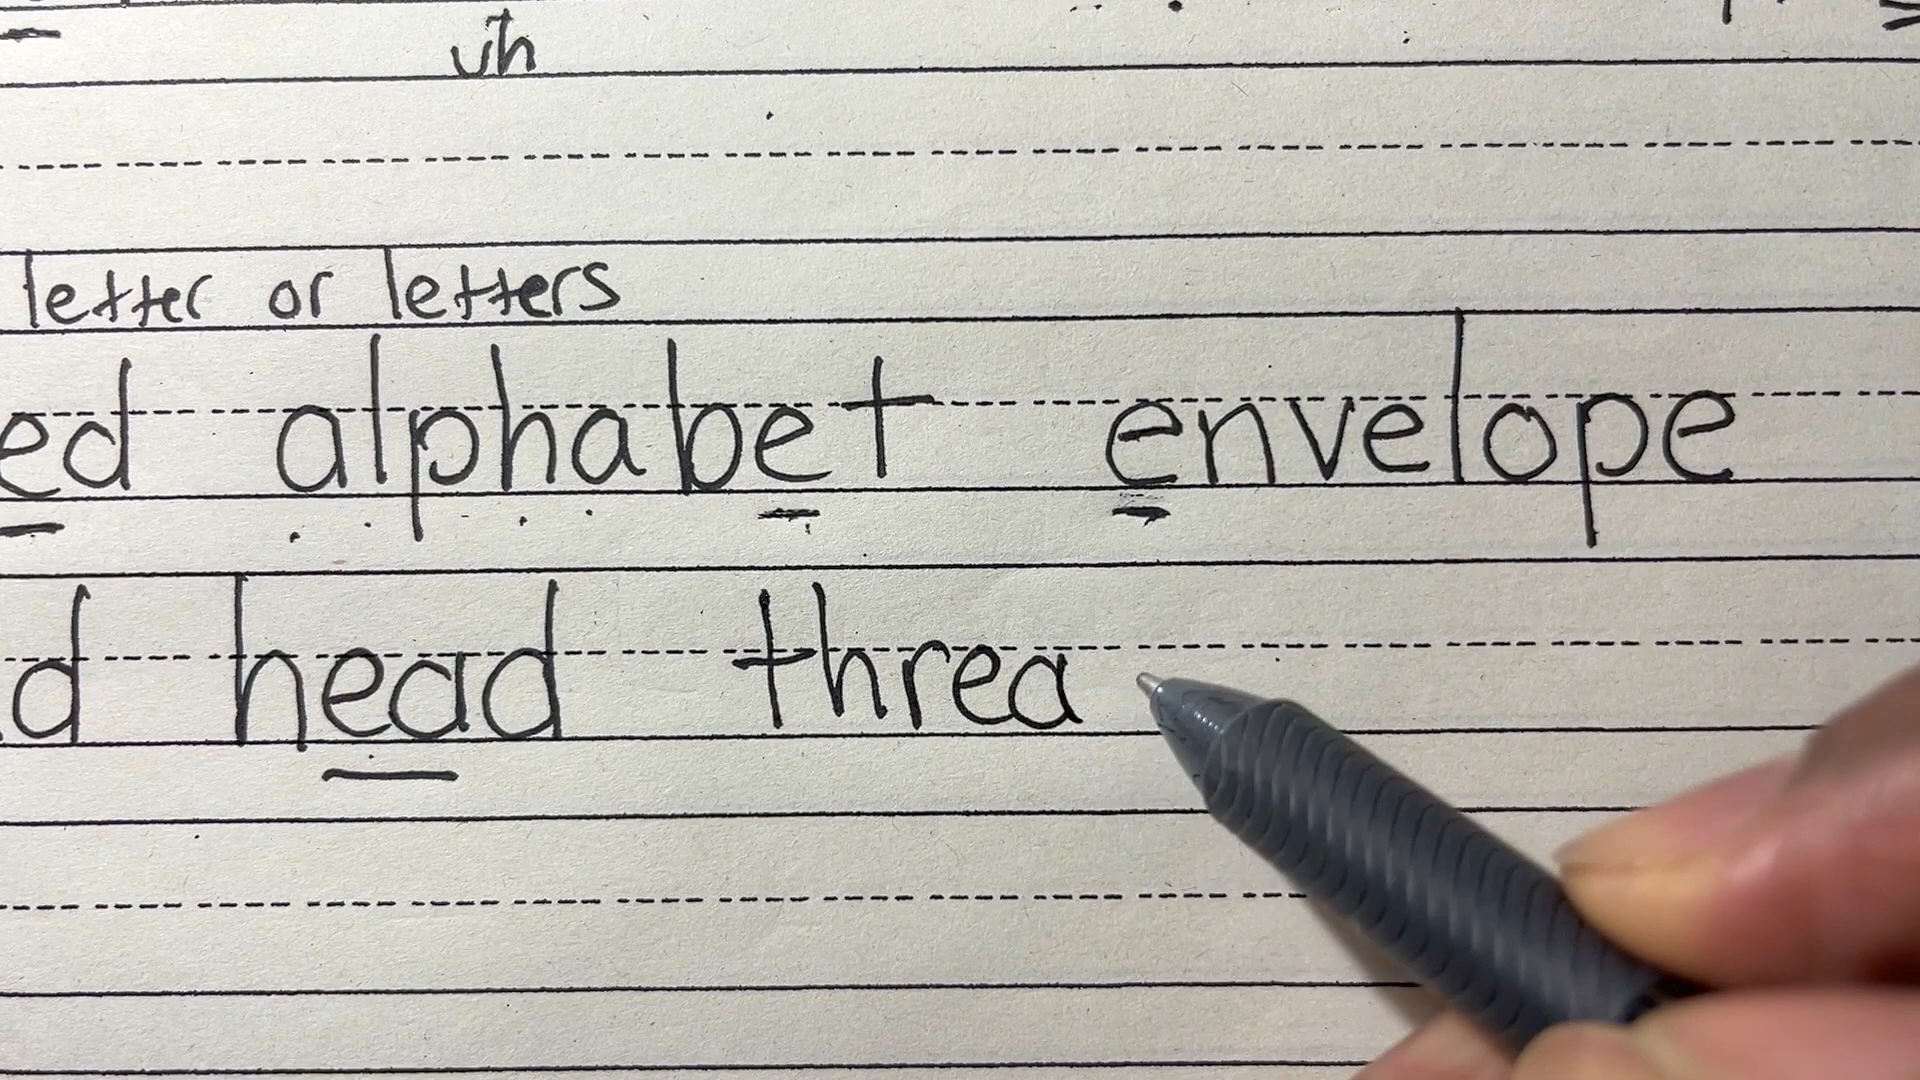 uh
letter or letters
ed alphabet envelope
d head threa